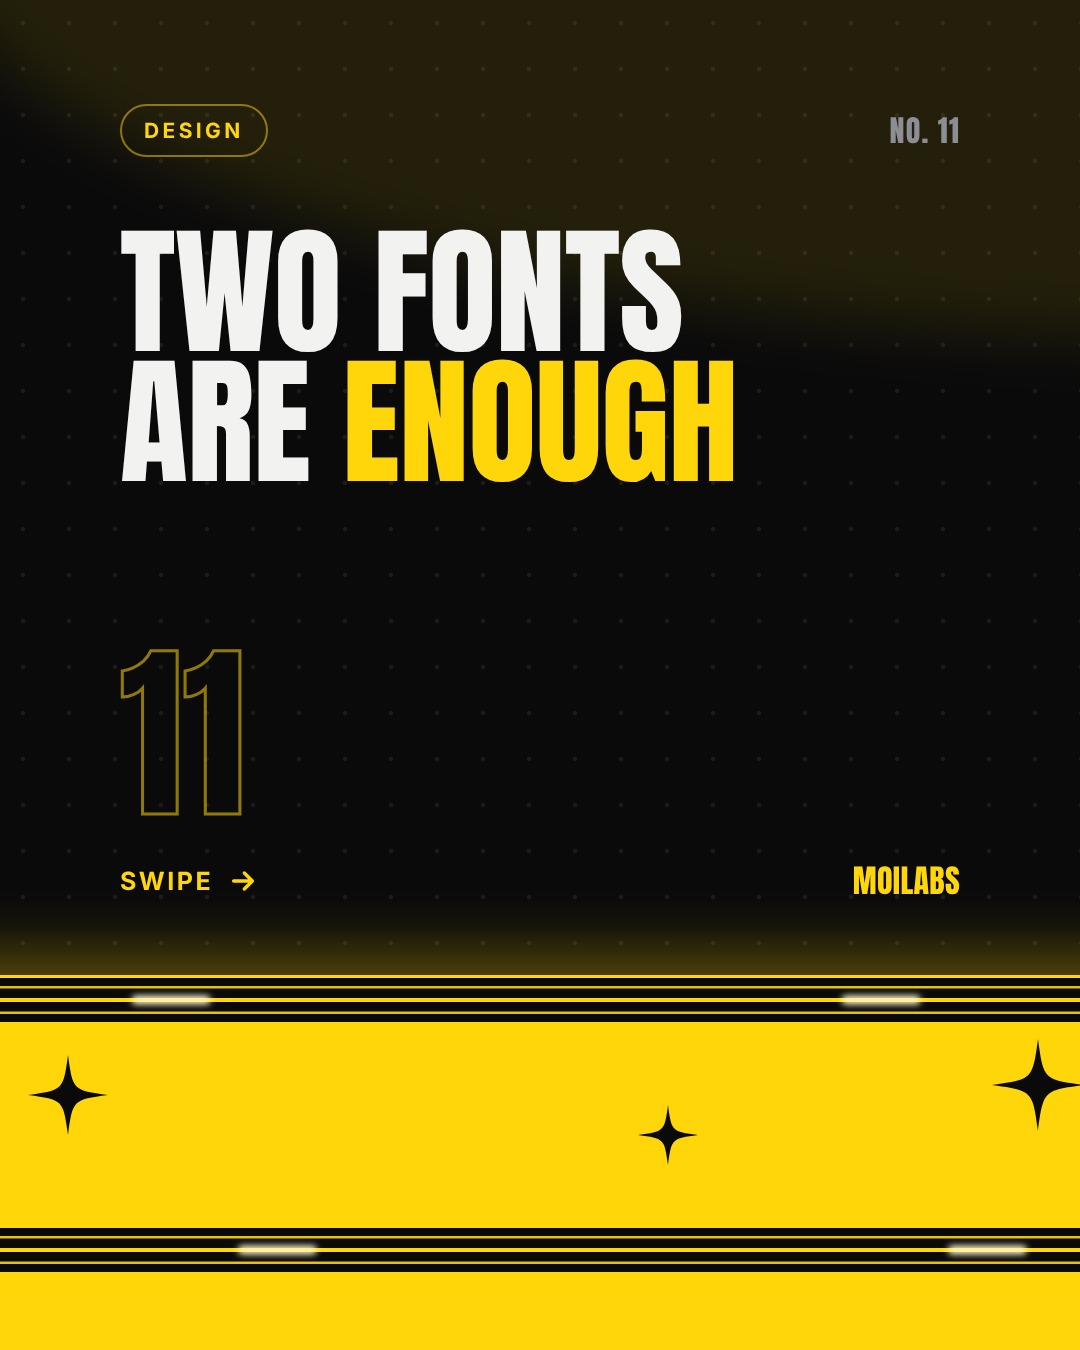 DESIGN
NO. 11
TWO FONTS
ARE ENOUGH
11
SWIPE →
MOILABS